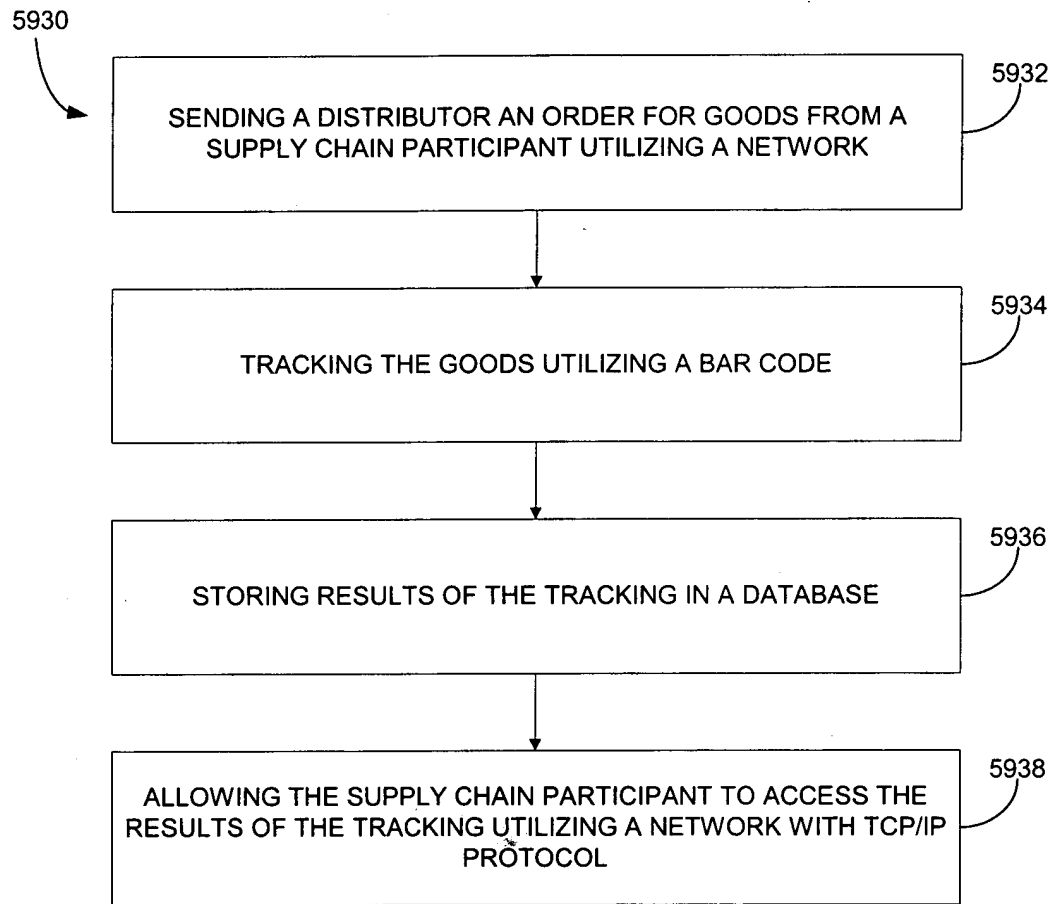 5930
5932
SENDING A DISTRIBUTOR AN ORDER FOR GOODS FROM A
SUPPLY CHAIN PARTICIPANT UTILIZING A NETWORK
5934
TRACKING THE GOODS UTILIZING A BAR CODE
5936
STORING RESULTS OF THE TRACKING IN A DATABASE
5938
ALLOWING THE SUPPLY CHAIN PARTICIPANT TO ACCESS THE
RESULTS OF THE TRACKING UTILIZING A NETWORK WITH TCP/IP
PROTOCOL